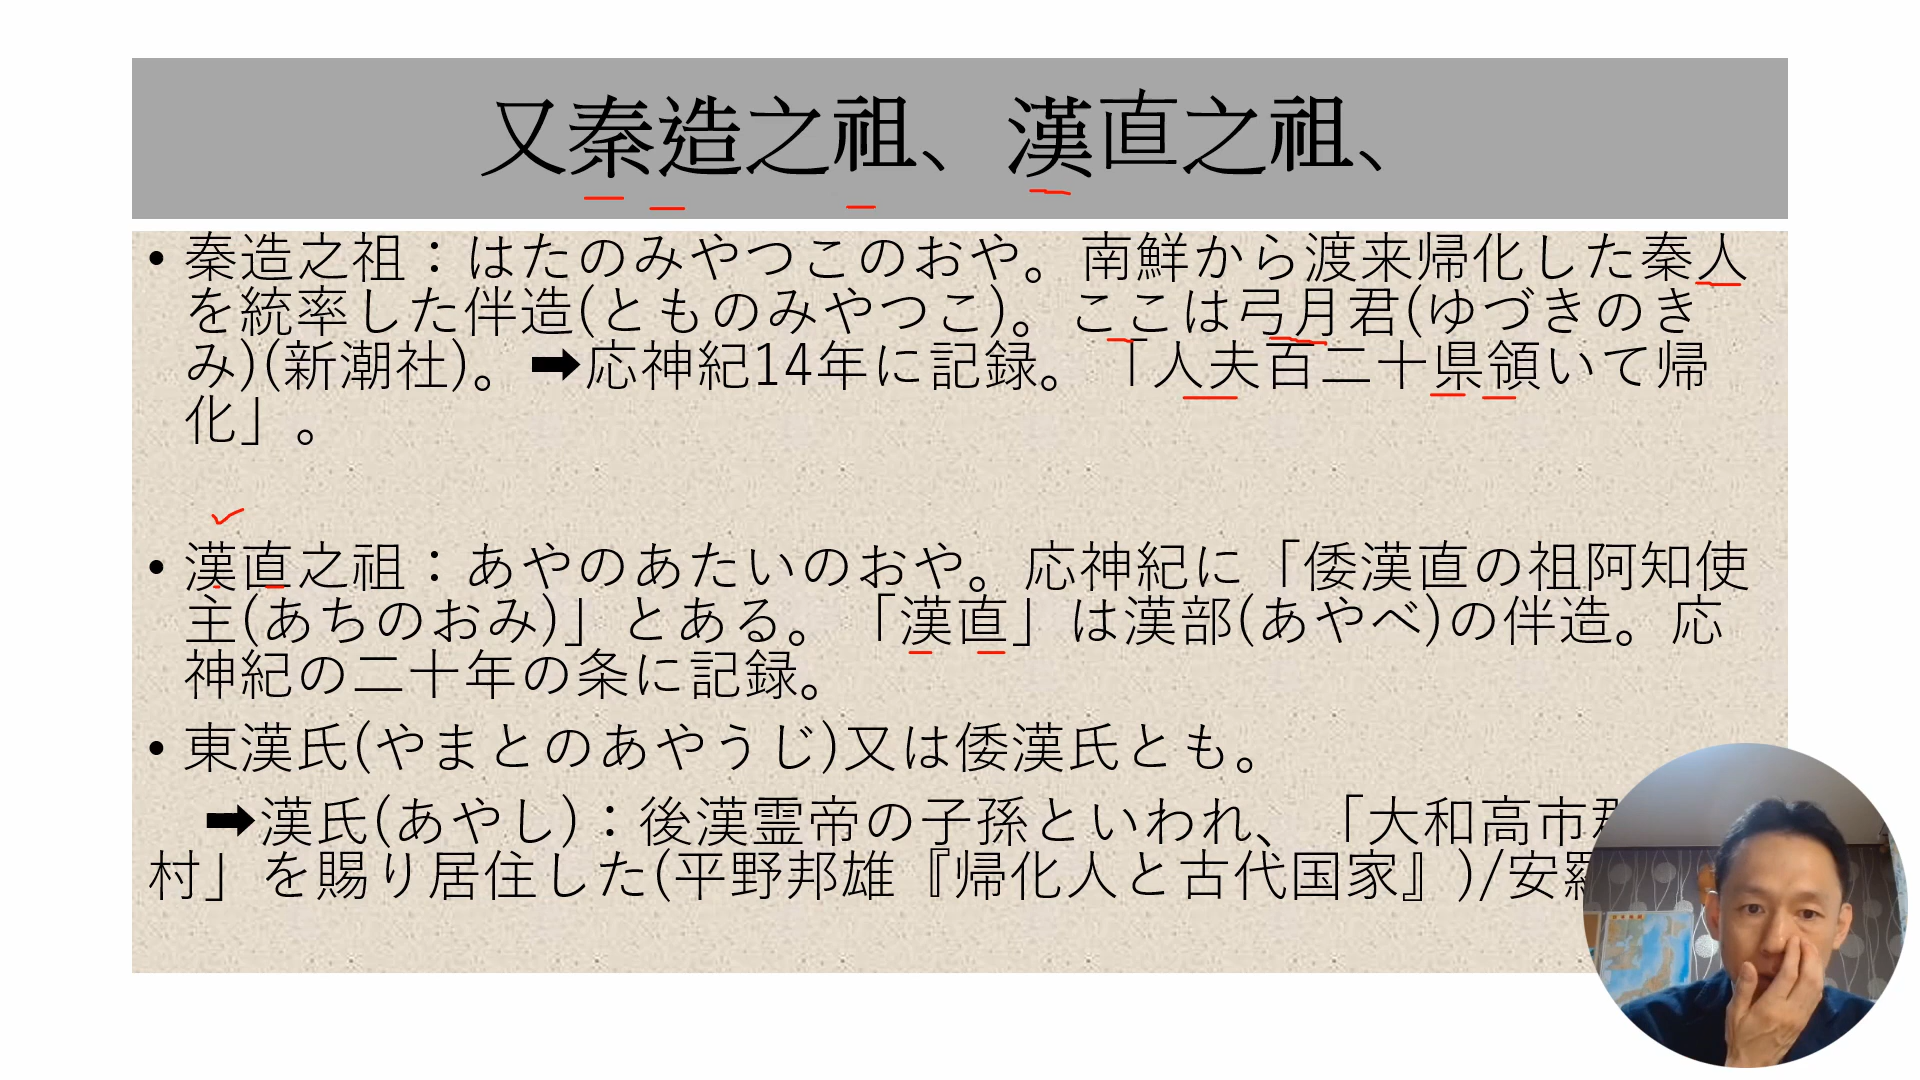 又秦造之祖、漢直之祖、
• 秦造之祖：はたのみやつこのおや。南鮮から渡来帰化した秦人
を統率した伴造(とものみやつこ)。ここは弓月君(ゆづきのき
み)(新潮社)。➡応神紀14年に記録。「人夫百二十県領いて帰
化」。
• 漢直之祖：あやのあたいのおや。応神紀に「倭漢直の祖阿知使
主(あちのおみ)」とある。「漢直」は漢部(あやべ)の伴造。応
神紀の二十年の条に記録。
• 東漢氏(やまとのあやうじ)又は倭漢氏とも。
➡漢氏(あやし)：後漢霊帝の子孫といわれ、「大和高市
村」を賜り居住した(平野邦雄『帰化人と古代国家』)/安